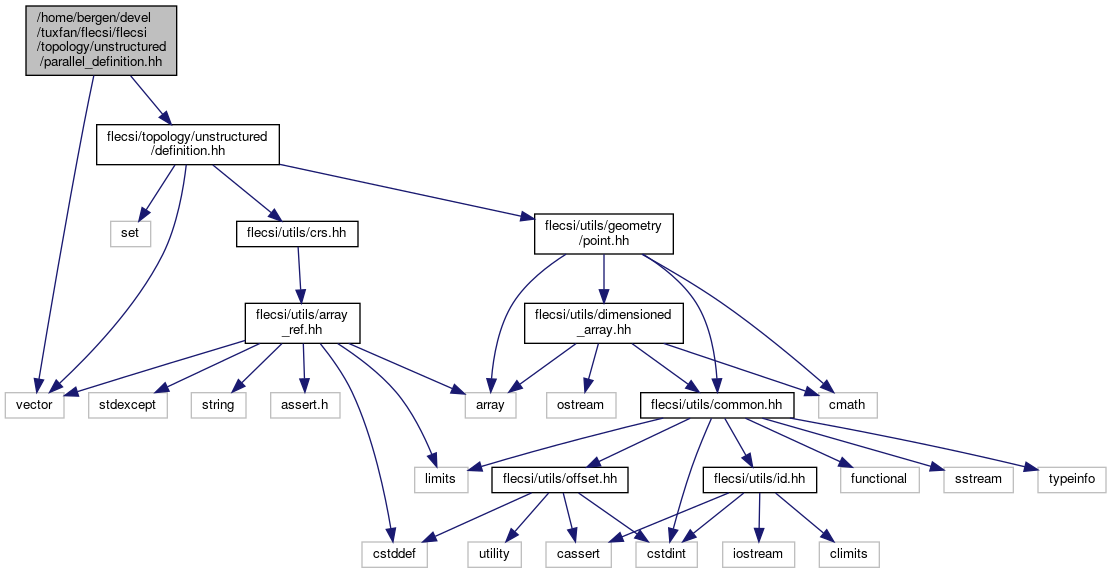 /home/bergen/devel
/tuxfan/flecsi/flecsi
/topology/unstructured
/parallel_definition.hh
flecsi/topology/unstructured
/definition.hh
set
flecsi/utils/crs.hh
flecsi/utils/geometry
/point.hh
flecsi/utils/array
_ref.hh
flecsi/utils/dimensioned
_array.hh
vector
stdexcept
string
assert.h
array
ostream
flecsi/utils/common.hh
cmath
limits
flecsi/utils/offset.hh
flecsi/utils/id.hh
functional
sstream
typeinfo
cstddef
utility
cassert
cstdint
iostream
climits